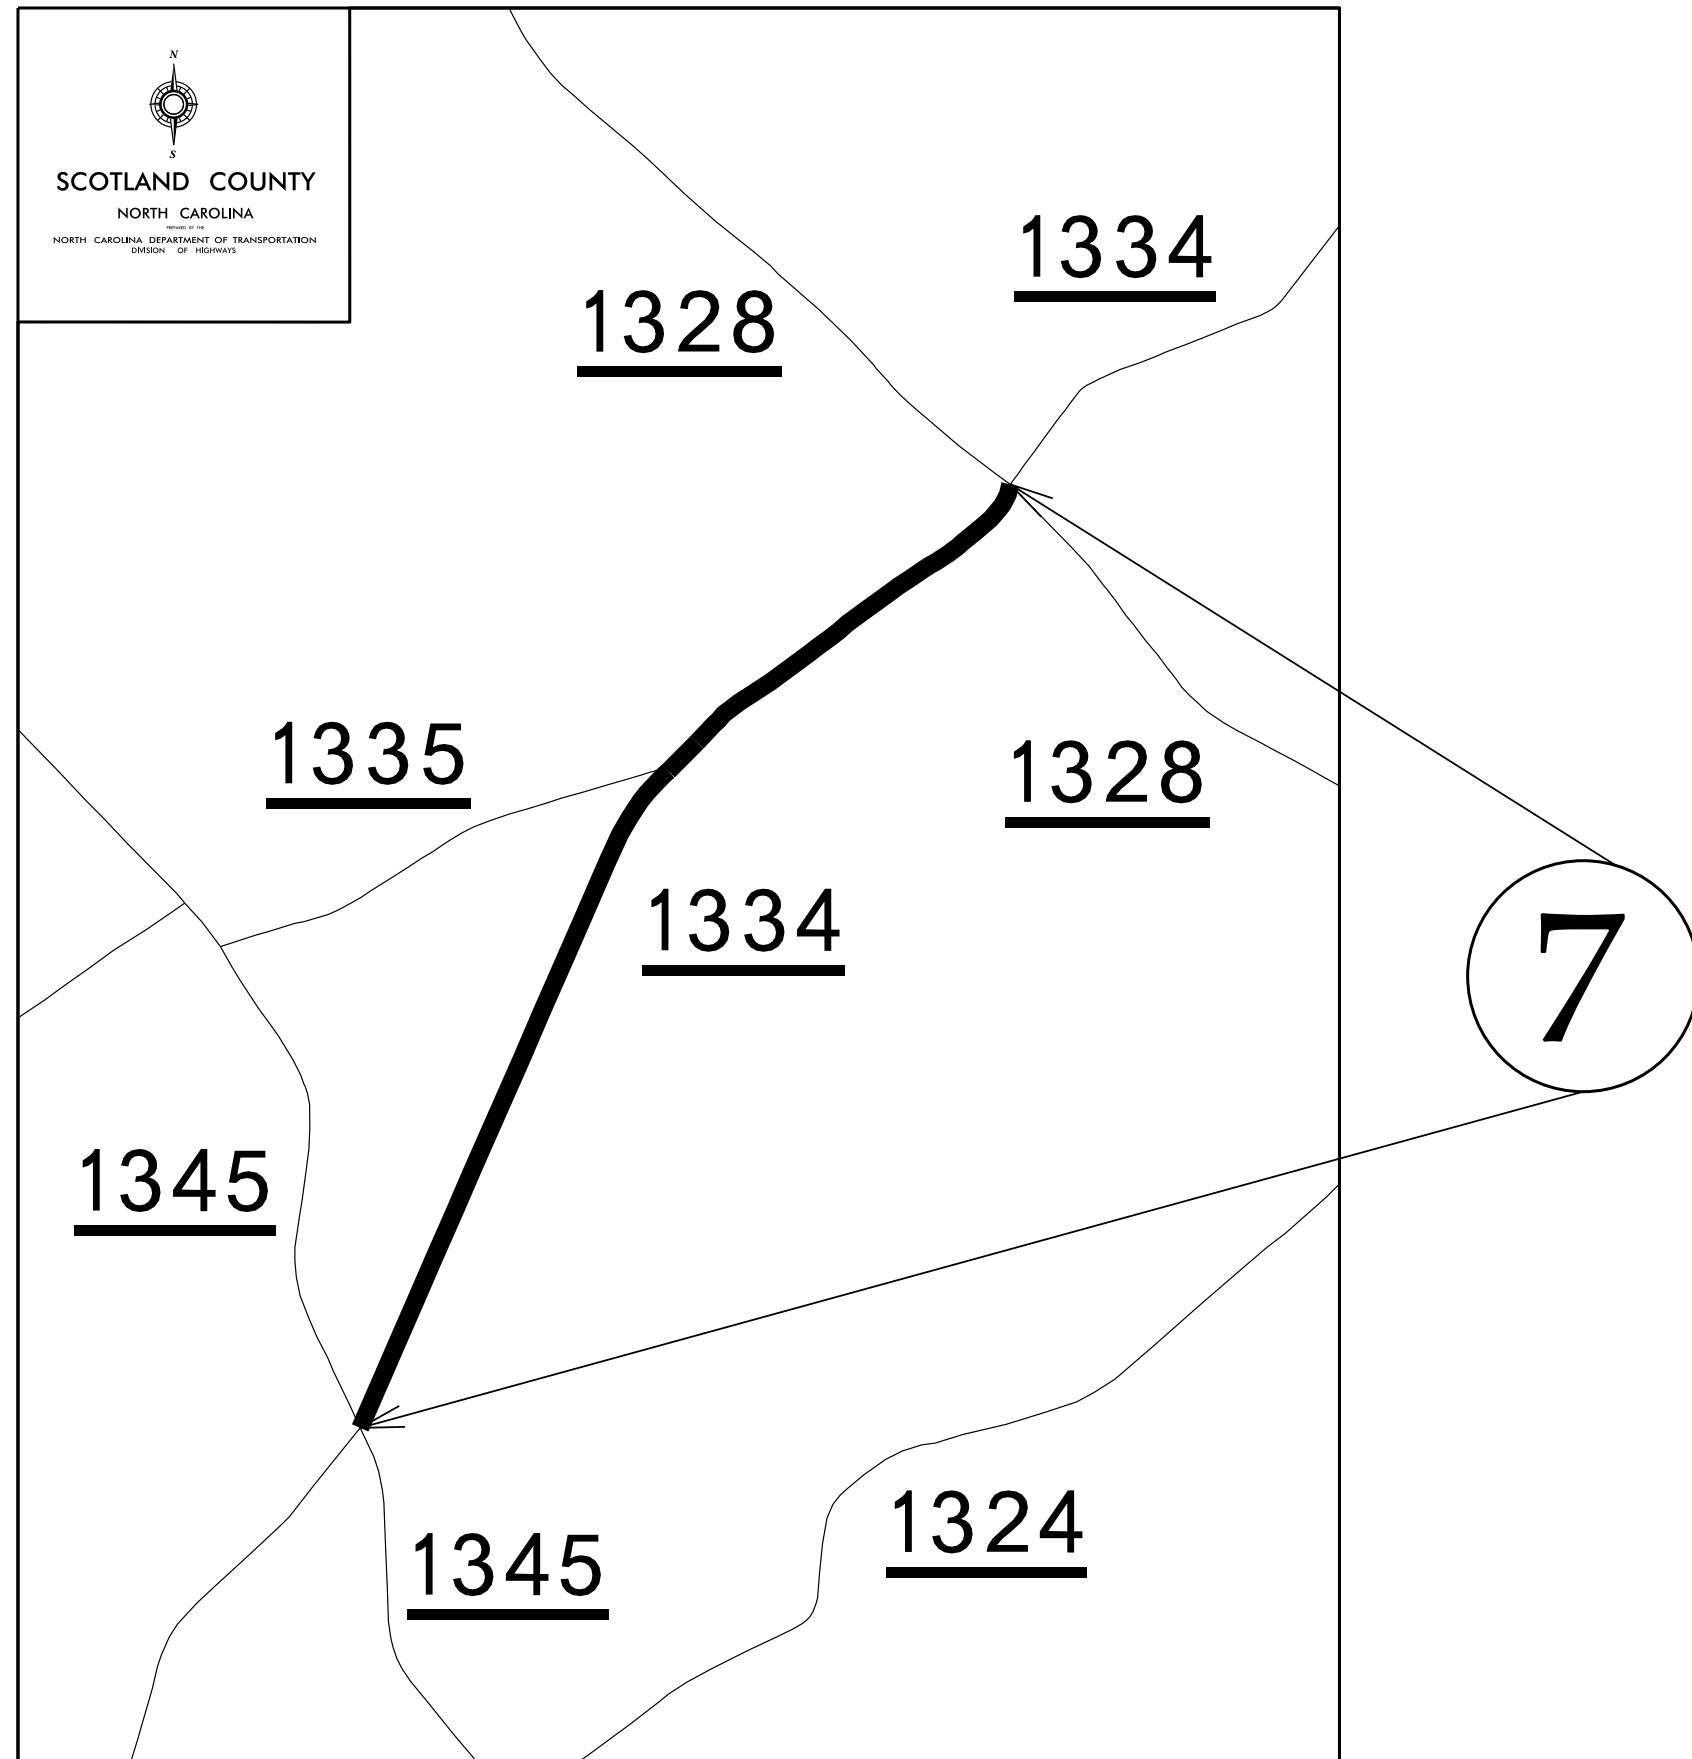 N
S
SCOTLAND COUNTY
NORTH CAROLINA
PREPARED BY THE
NORTH CAROLINA DEPARTMENT OF TRANSPORTATION
DIVISION OF HIGHWAYS
1334
1328
1335
1328
1334
7
1345
1324
1345